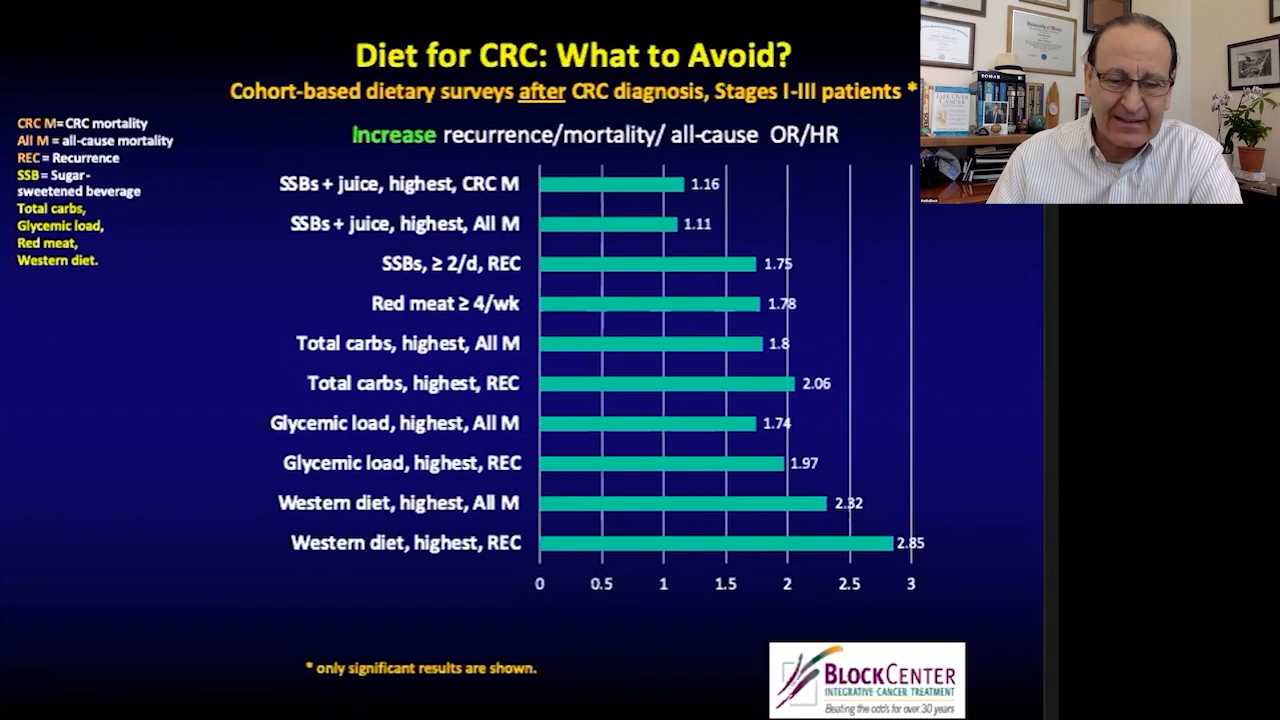 Diet for CRC: What to Avoid?
Cohort-based dietary surveys after CRC diagnosis, Stages I-III patients *
CRC M= CRC mortality
All M = all-cause mortality
REC = Recurrence
SSB = Sugar-
sweetened beverage
Total carbs,
Glycemic load,
Red meat,
Western diet.
Increase recurrence/mortality/ all-cause OR/HR
SSBs + juice, highest, CRC M 1.16
SSBs + juice, highest, All M 1.11
SSBs, ≥ 2/d, REC 1.75
Red meat ≥ 4/wk 1.78
Total carbs, highest, All M 1.8
Total carbs, highest, REC 2.06
Glycemic load, highest, All M 1.74
Glycemic load, highest, REC 1.97
Western diet, highest, All M 2.32
Western diet, highest, REC 2.85
0 0.5 1 1.5 2 2.5 3
* only significant results are shown.
BLOCKCENTER
INTEGRATIVE CANCER TREATMENT
Beating the odds for over 30 years
ZOHAR
LIFE OVER
CANCER